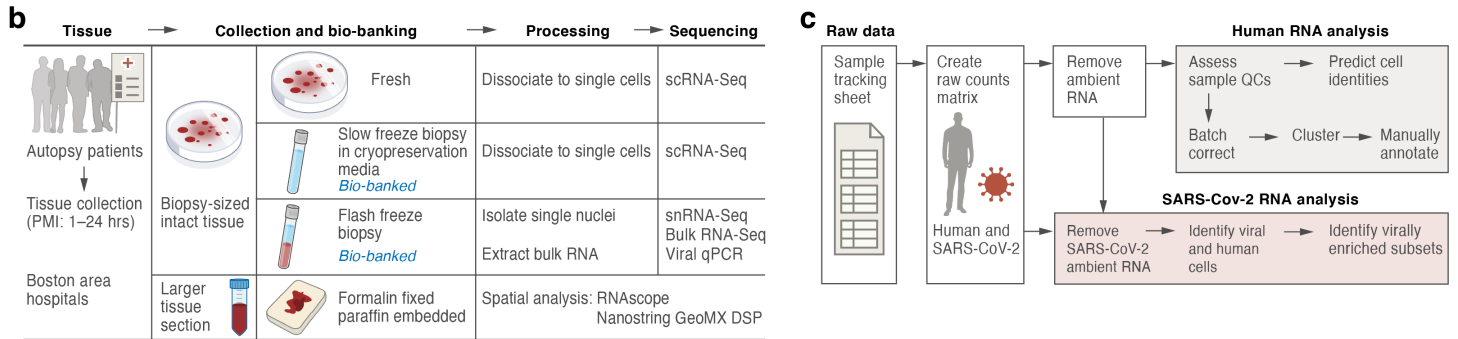 b
Tissue
Collection and bio-banking
Processing
Sequencing
Autopsy patients
Tissue collection
(PMI: 1–24 hrs)
Boston area
hospitals
Biopsy-sized
intact tissue
Fresh
Dissociate to single cells
scRNA-Seq
Slow freeze biopsy
in cryopreservation
media
Bio-banked
Dissociate to single cells
scRNA-Seq
Flash freeze
biopsy
Bio-banked
Isolate single nuclei
Extract bulk RNA
snRNA-Seq
Bulk RNA-Seq
Viral qPCR
Larger
tissue
section
Formalin fixed
paraffin embedded
Spatial analysis: RNAscope
Nanostring GeoMX DSP
c
Raw data
Sample
tracking
sheet
Create
raw counts
matrix
Human and
SARS-CoV-2
Remove
ambient
RNA
Human RNA analysis
Assess
sample QCs
Predict cell
identities
Batch
correct
Cluster
Manually
annotate
SARS-Cov-2 RNA analysis
Remove
SARS-CoV-2
ambient RNA
Identify viral
and human
cells
Identify virally
enriched subsets